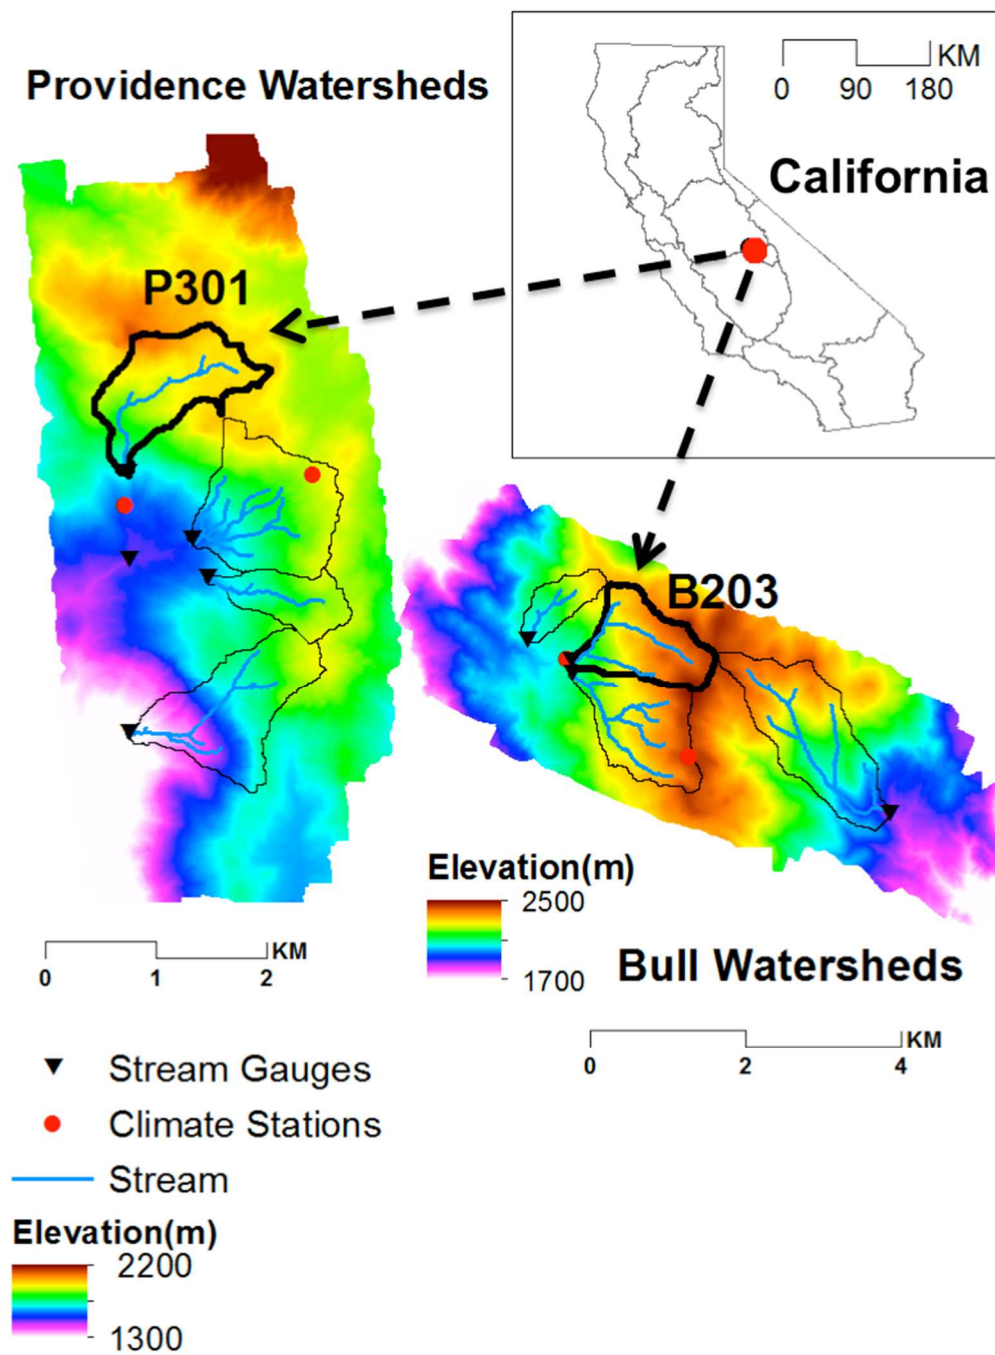 Providence Watersheds
KM
0 90 180
California
P301
B203
Elevation(m)
2500
1700
Bull Watersheds
KM
0 1 2
KM
0 2 4
Stream Gauges
Climate Stations
Stream
Elevation(m)
2200
1300